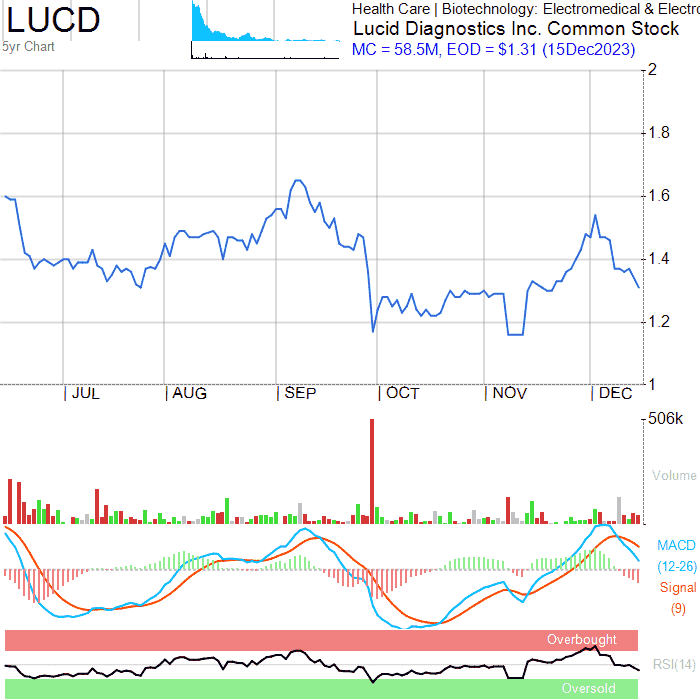 LUCD
5yr Chart
Health Care | Biotechnology: Electromedical & Electro
Lucid Diagnostics Inc. Common Stock
MC = 58.5M, EOD = $1.31 (15Dec2023)
2
1.8
1.6
1.4
1.2
1
| JUL | AUG | SEP | OCT | NOV | DEC
506k
Volume
MACD
(12-26)
Signal
(9)
Overbought
RSI(14)
Oversold